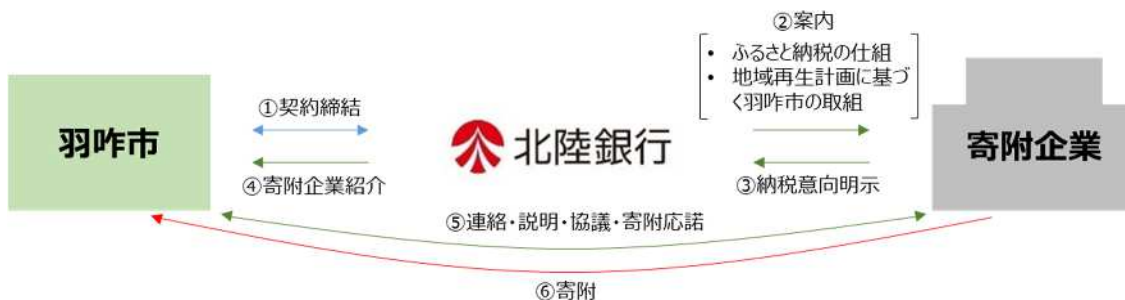 ②案内
• ふるさと納税の仕組
• 地域再生計画に基づ
く羽咋市の取組
羽咋市
①契約締結
④寄附企業紹介
北陸銀行
③納税意向明示
寄附企業
⑤連絡・説明・協議・寄附応諾
⑥寄附